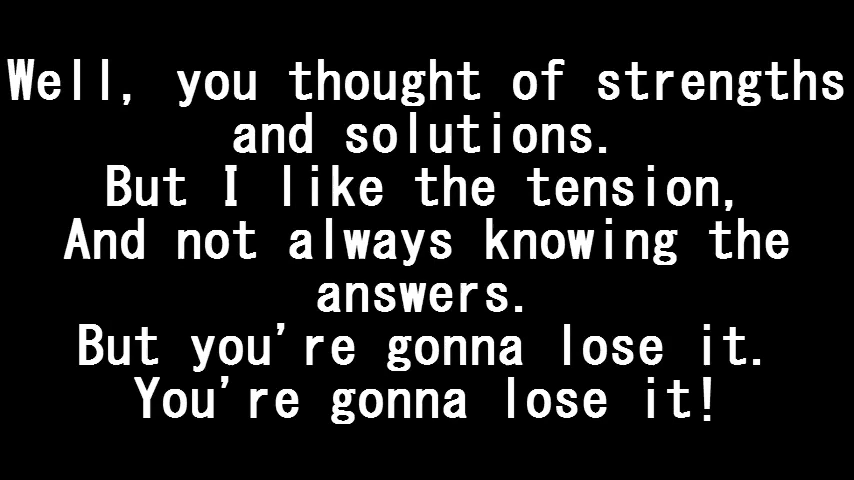 Well, you thought of strengths
and solutions.
But I like the tension,
And not always knowing the
answers.
But you're gonna lose it.
You're gonna lose it!